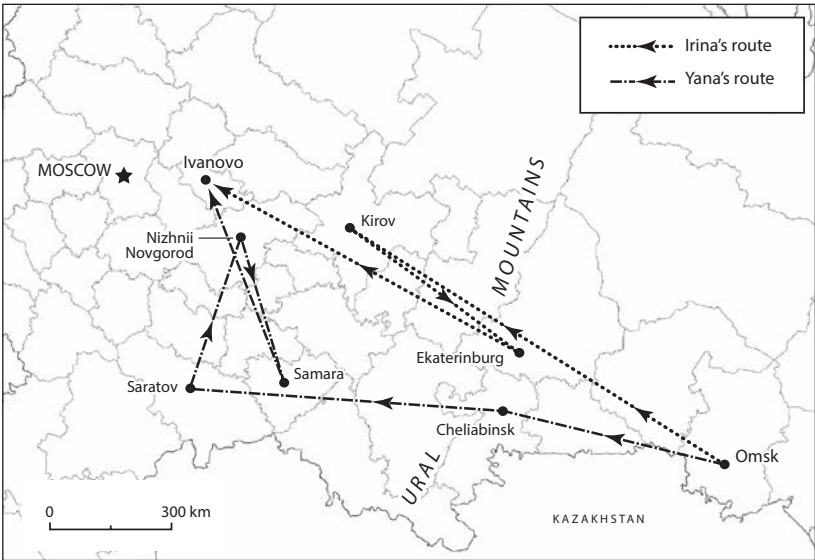 Irina's route
Yana's route
MOSCOW
Ivanovo
Kirov
Nizhnii
Novgorod
MOUNTAINS
Ekaterinburg
Samara
Saratov
Cheliabinsk
Omsk
URAL
0 300 km
KAZAKHSTAN